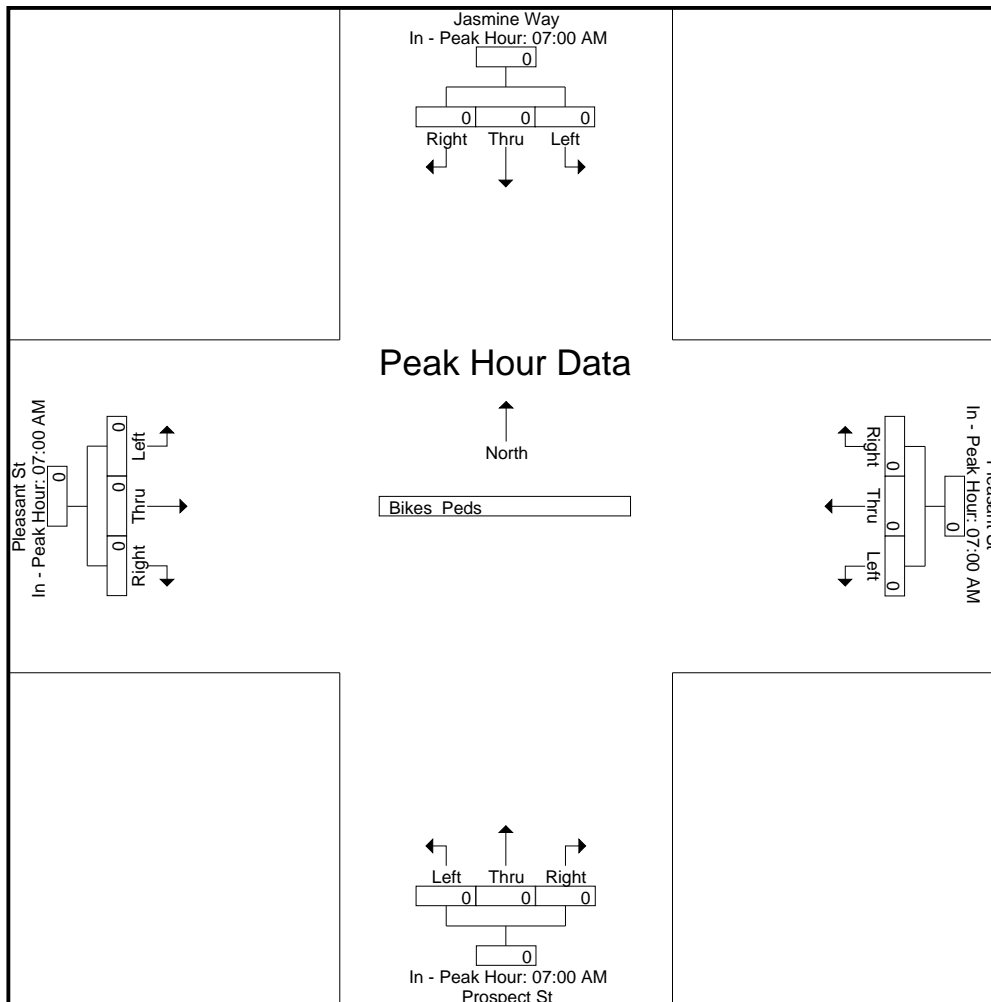 Jasmine Way
In - Peak Hour: 07:00 AM
0
0 0 0
Right Thru Left
Peak Hour Data
North
Bikes Peds
Pleasant St
In - Peak Hour: 07:00 AM
0
0 0 0
Left Thru Right
Pleasant St
In - Peak Hour: 07:00 AM
0
0 0 0
Right Thru Left
Left Thru Right
0 0 0
0
In - Peak Hour: 07:00 AM
Prospect St